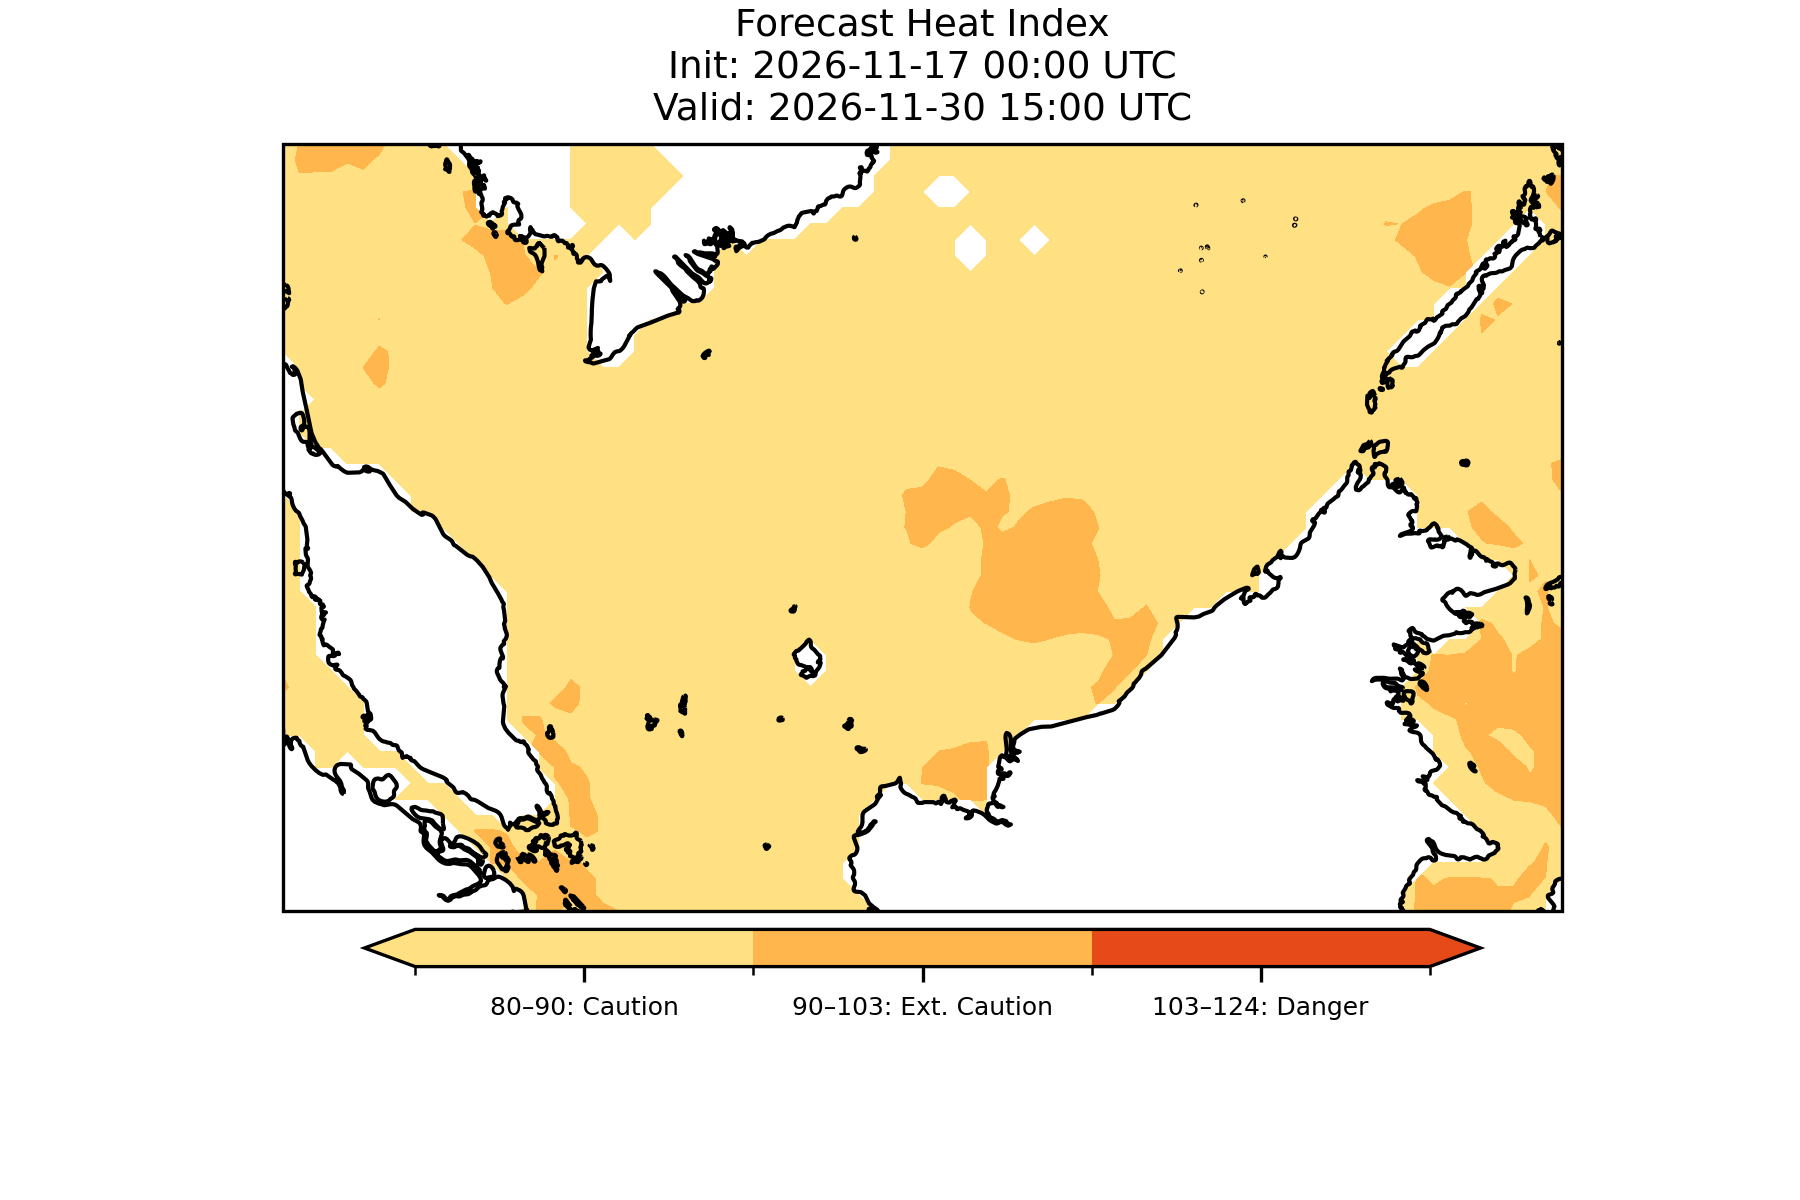 Forecast Heat Index
Init: 2026-11-17 00:00 UTC
Valid: 2026-11-30 15:00 UTC
80–90: Caution
90–103: Ext. Caution
103–124: Danger